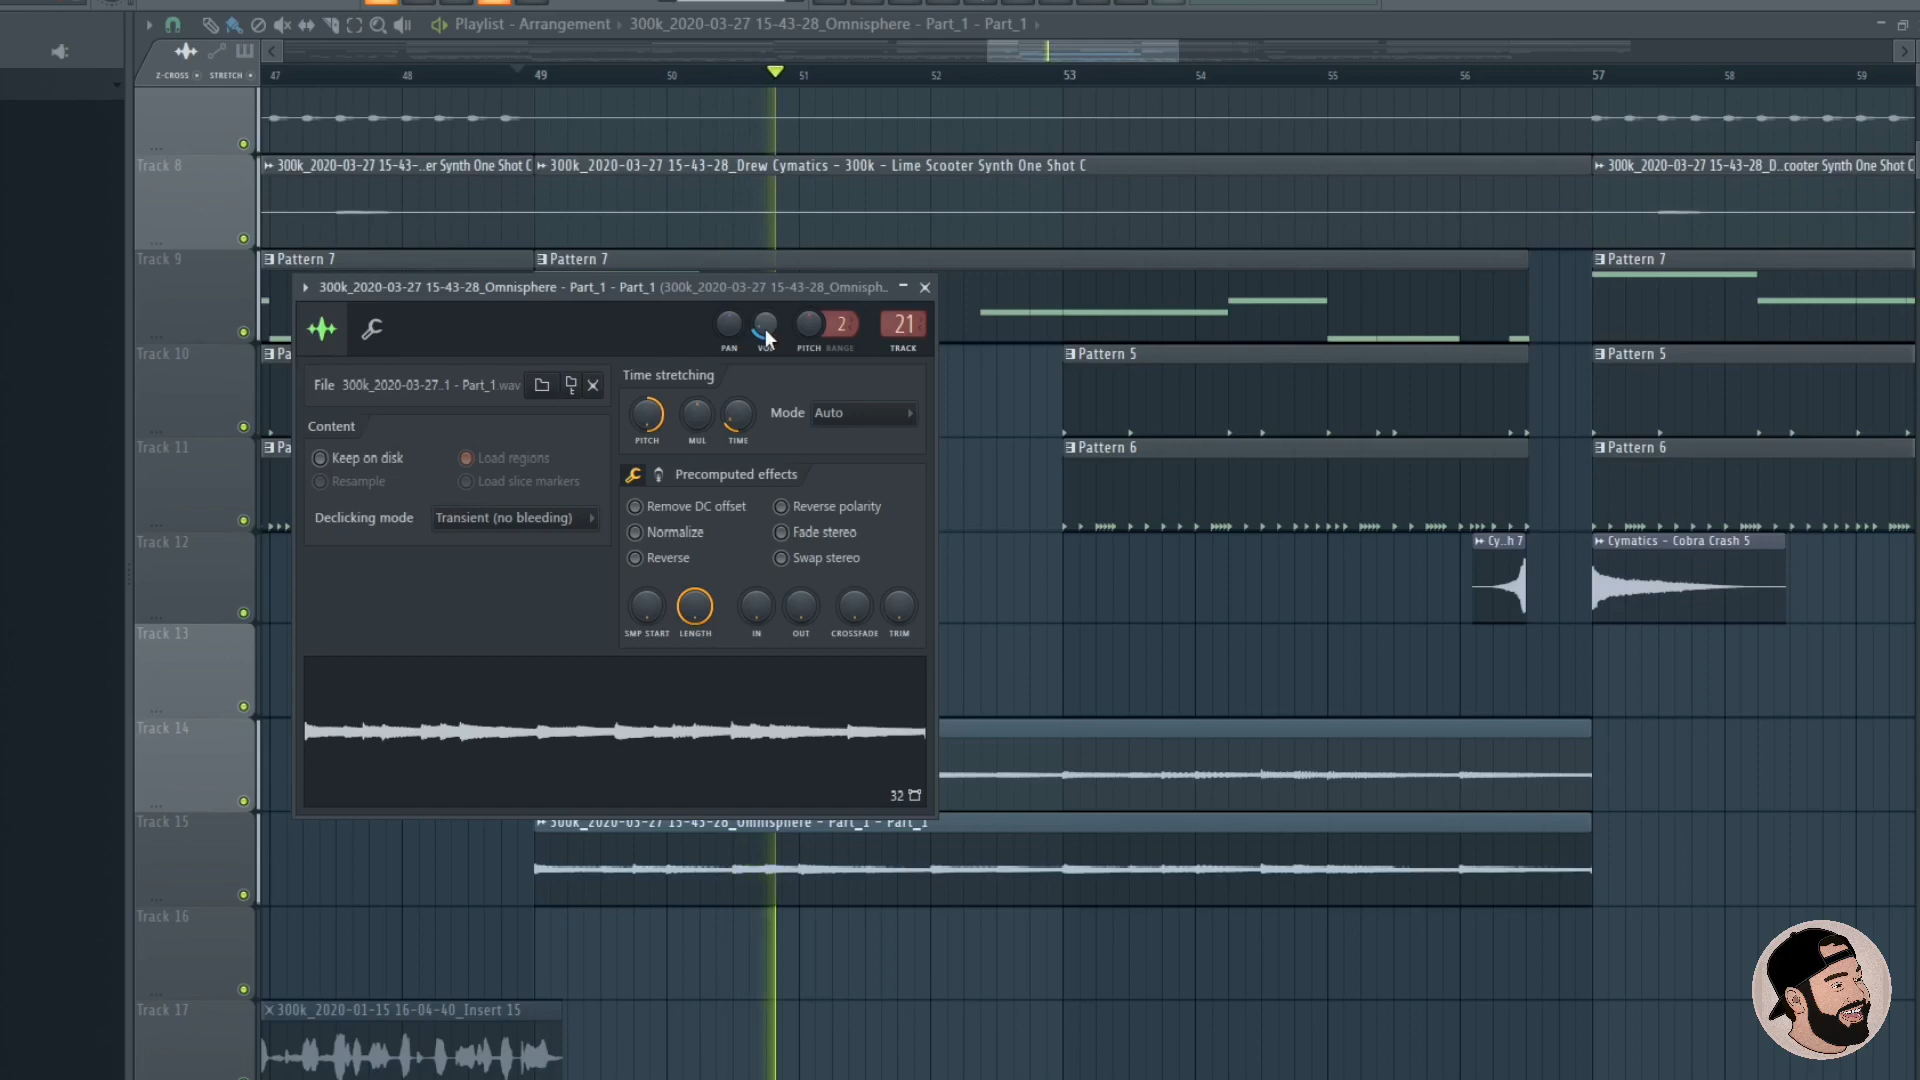 Playlist - Arrangement › 300k_2020-03-27 15-43-28_Omnisphere - Part_1 - Part_1 ›
Z-CROSS STRETCH
47 48 49 50 51 52 53 54 55 56 57 58 59
Track 8
300k_2020-03-27 15-43-..er Synth One Shot C
300k_2020-03-27 15-43-28_Drew Cymatics - 300k - Lime Scooter Synth One Shot C
300k_2020-03-27 15-43-28_D..cooter Synth One Shot C
Track 9
Pattern 7
Pattern 7
Pattern 7
300k_2020-03-27 15-43-28_Omnisphere - Part_1 - Part_1 (300k_2020-03-27 15-43-28_Omnisph..
2 21
PAN PITCH RANGE TRACK
Track 10
Pa
Pattern 5
Pattern 5
File 300k_2020-03-27..1 - Part_1.wav
Time stretching
PITCH MUL TIME
Mode Auto
Content
Keep on disk
Load regions
Resample
Load slice markers
Declicking mode Transient (no bleeding)
Precomputed effects
Remove DC offset
Reverse polarity
Normalize
Fade stereo
Reverse
Swap stereo
SMP START LENGTH IN OUT CROSSFADE TRIM
32
Track 11
Pa
Pattern 6
Pattern 6
Track 12
Cy..h 7
Cymatics - Cobra Crash 5
Track 13
Track 14
Track 15
300k_2020-03-27 15-43-28_Omnisphere - Part_1 - Part_1
Track 16
Track 17
300k_2020-01-15 16-04-40_Insert 15